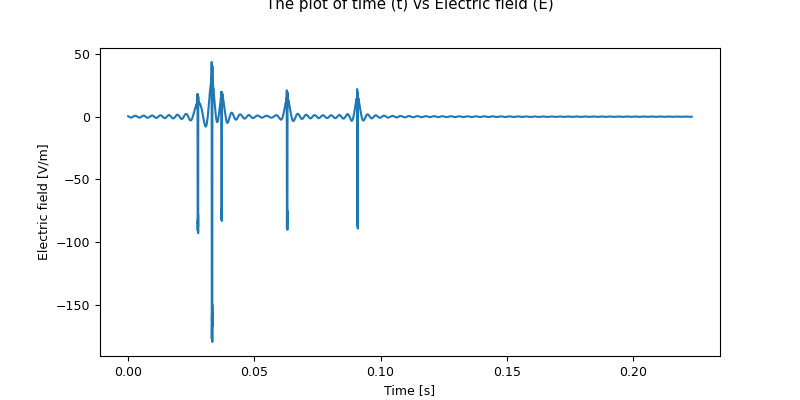 The plot of time (t) vs Electric field (E)
50
0
−50
−100
−150
Electric field [V/m]
0.00 0.05 0.10 0.15 0.20
Time [s]